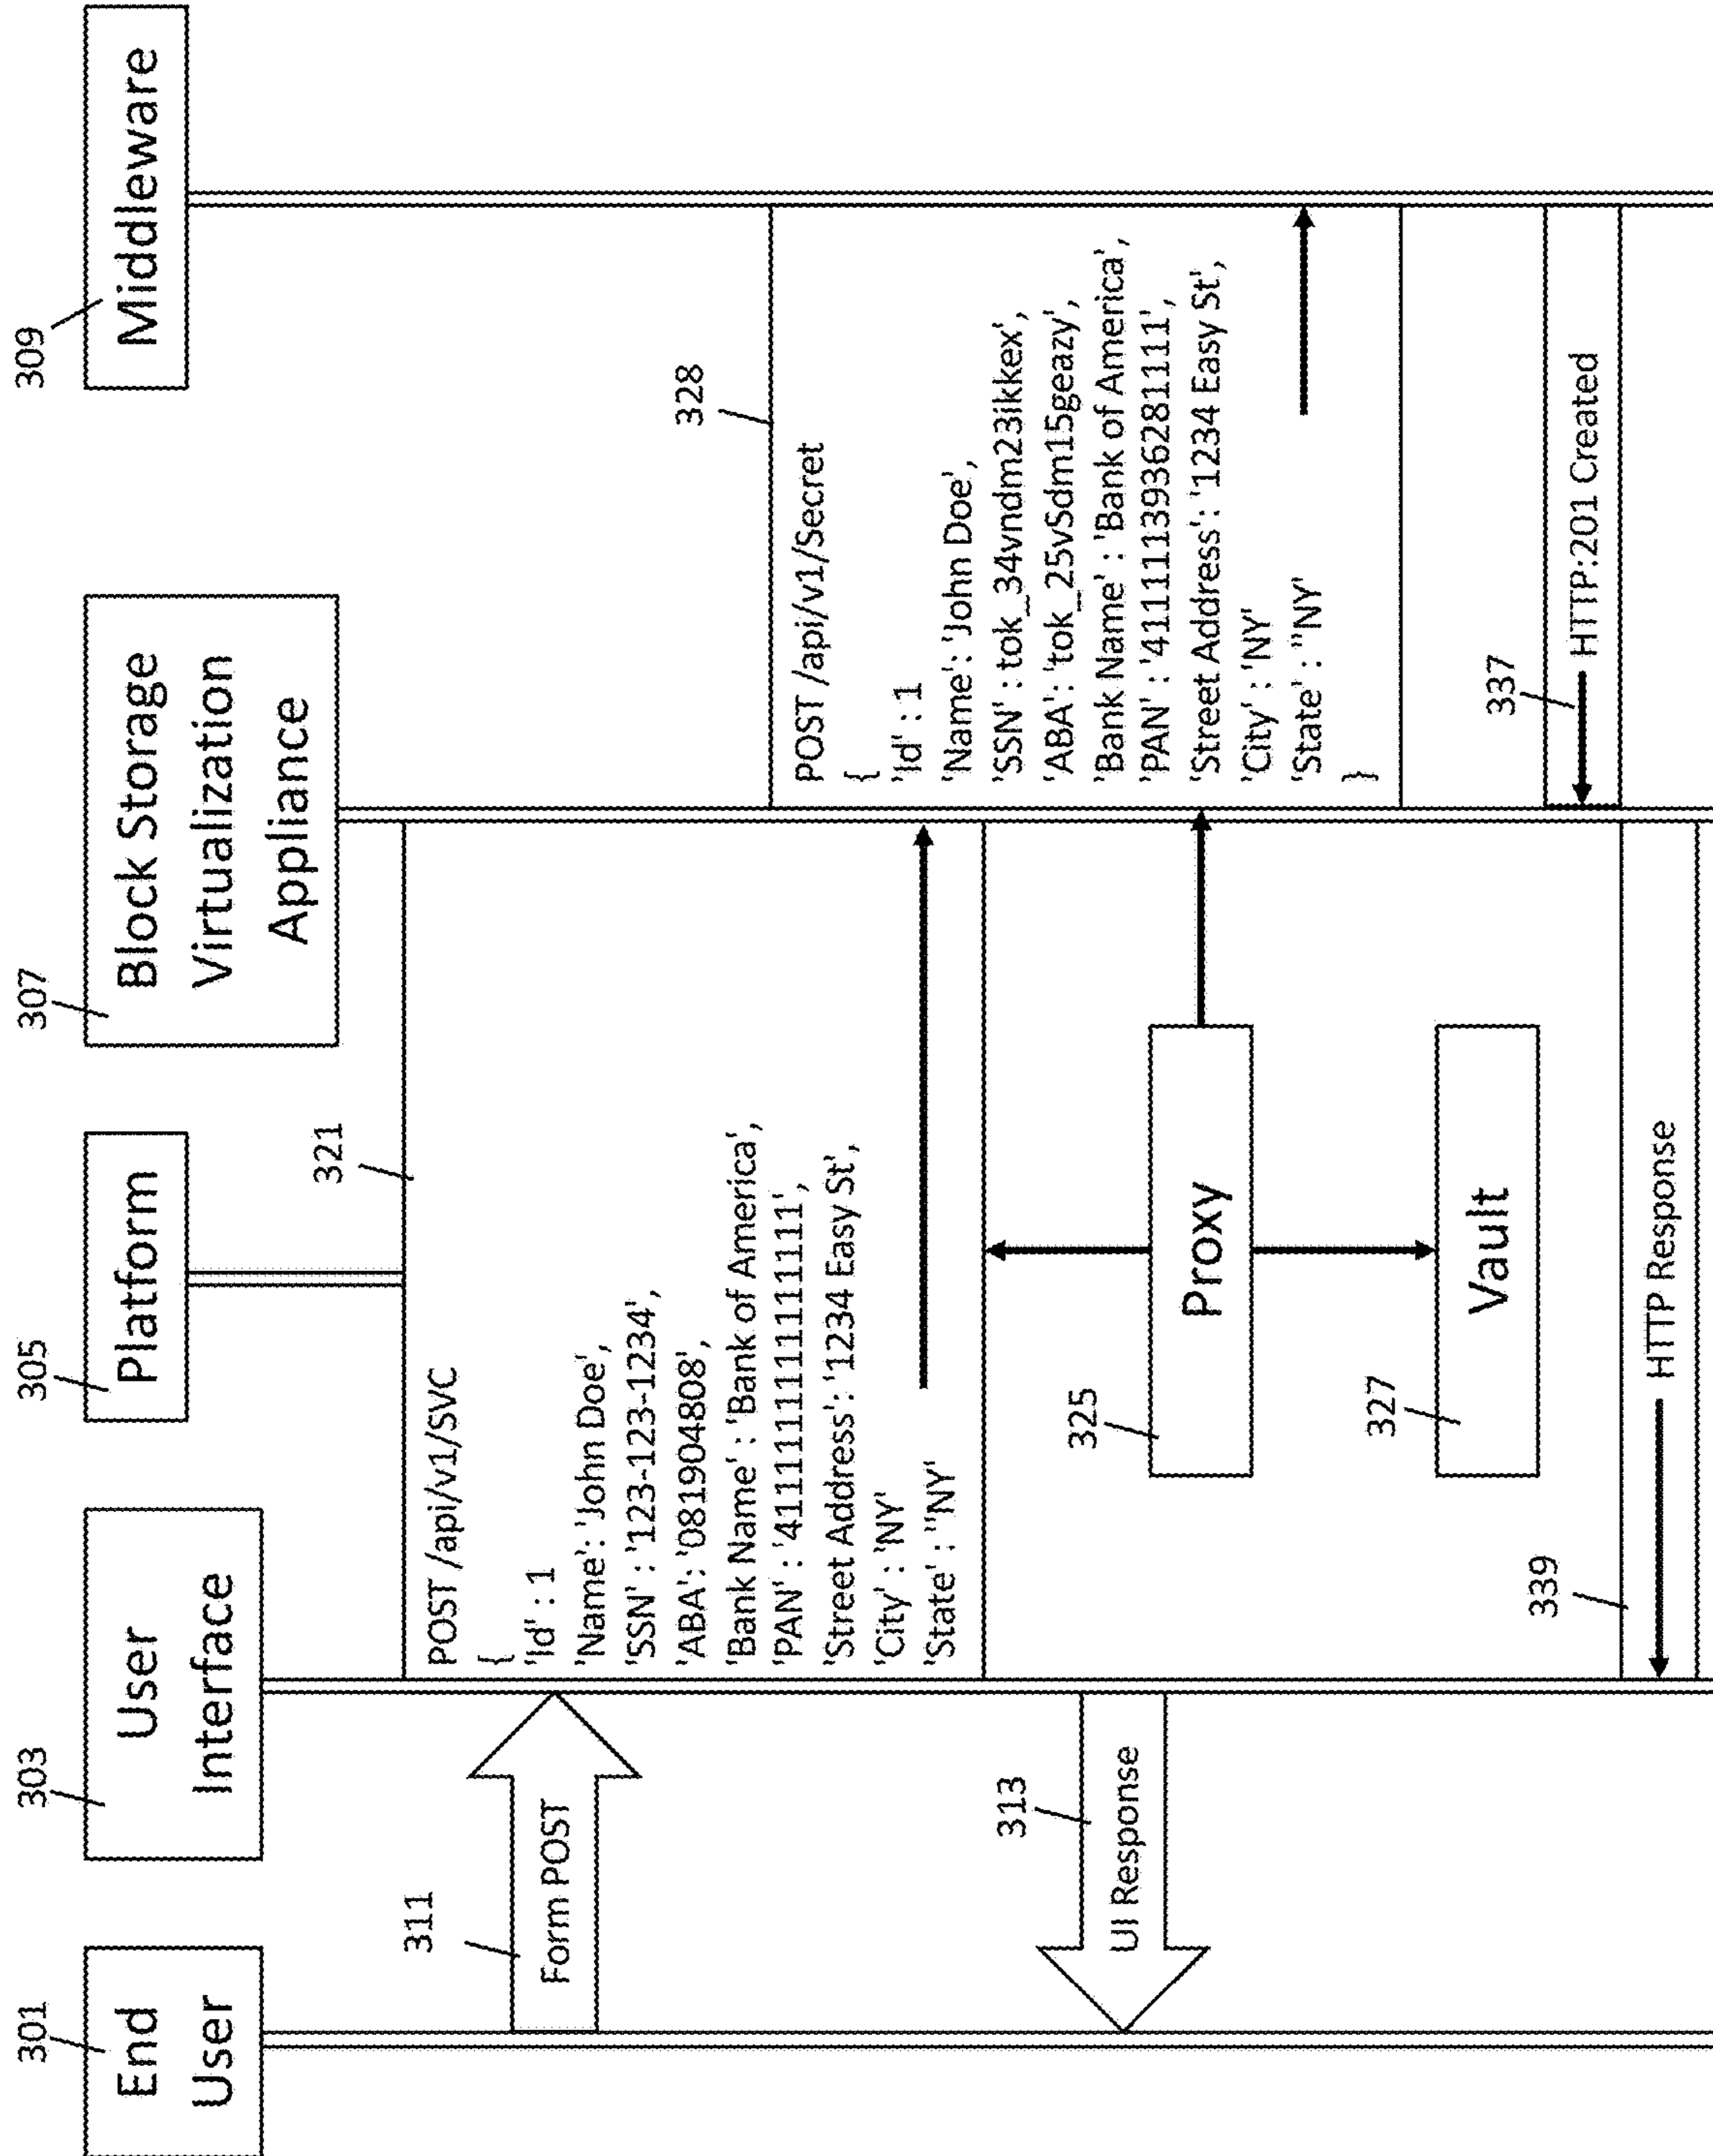 301
303
305
307
309
End
User
User
Interface
Platform
Block Storage
Virtualization
Appliance
Middleware
311
Form POST
313
UI Response
321
POST /api/v1/SVC
{
'Id' : 1
'Name': 'John Doe',
'SSN' : '123-123-1234',
'ABA': '081904808',
'Bank Name' : 'Bank of America',
'PAN' : '4111111111111111',
'Street Address': '1234 Easy St',
'City' : 'NY'
'State' : "NY'
325
Proxy
327
Vault
328
POST /api/v1/Secret
{
'Id' : 1
'Name': 'John Doe',
'SSN' : tok_34vndm23ikkex',
'ABA': 'tok_25vSdm15geazy',
'Bank Name' : 'Bank of America',
'PAN' : '4111113936281111',
'Street Address': '1234 Easy St',
'City' : 'NY'
'State' : "NY'
}
337
HTTP:201 Created
339
HTTP Response